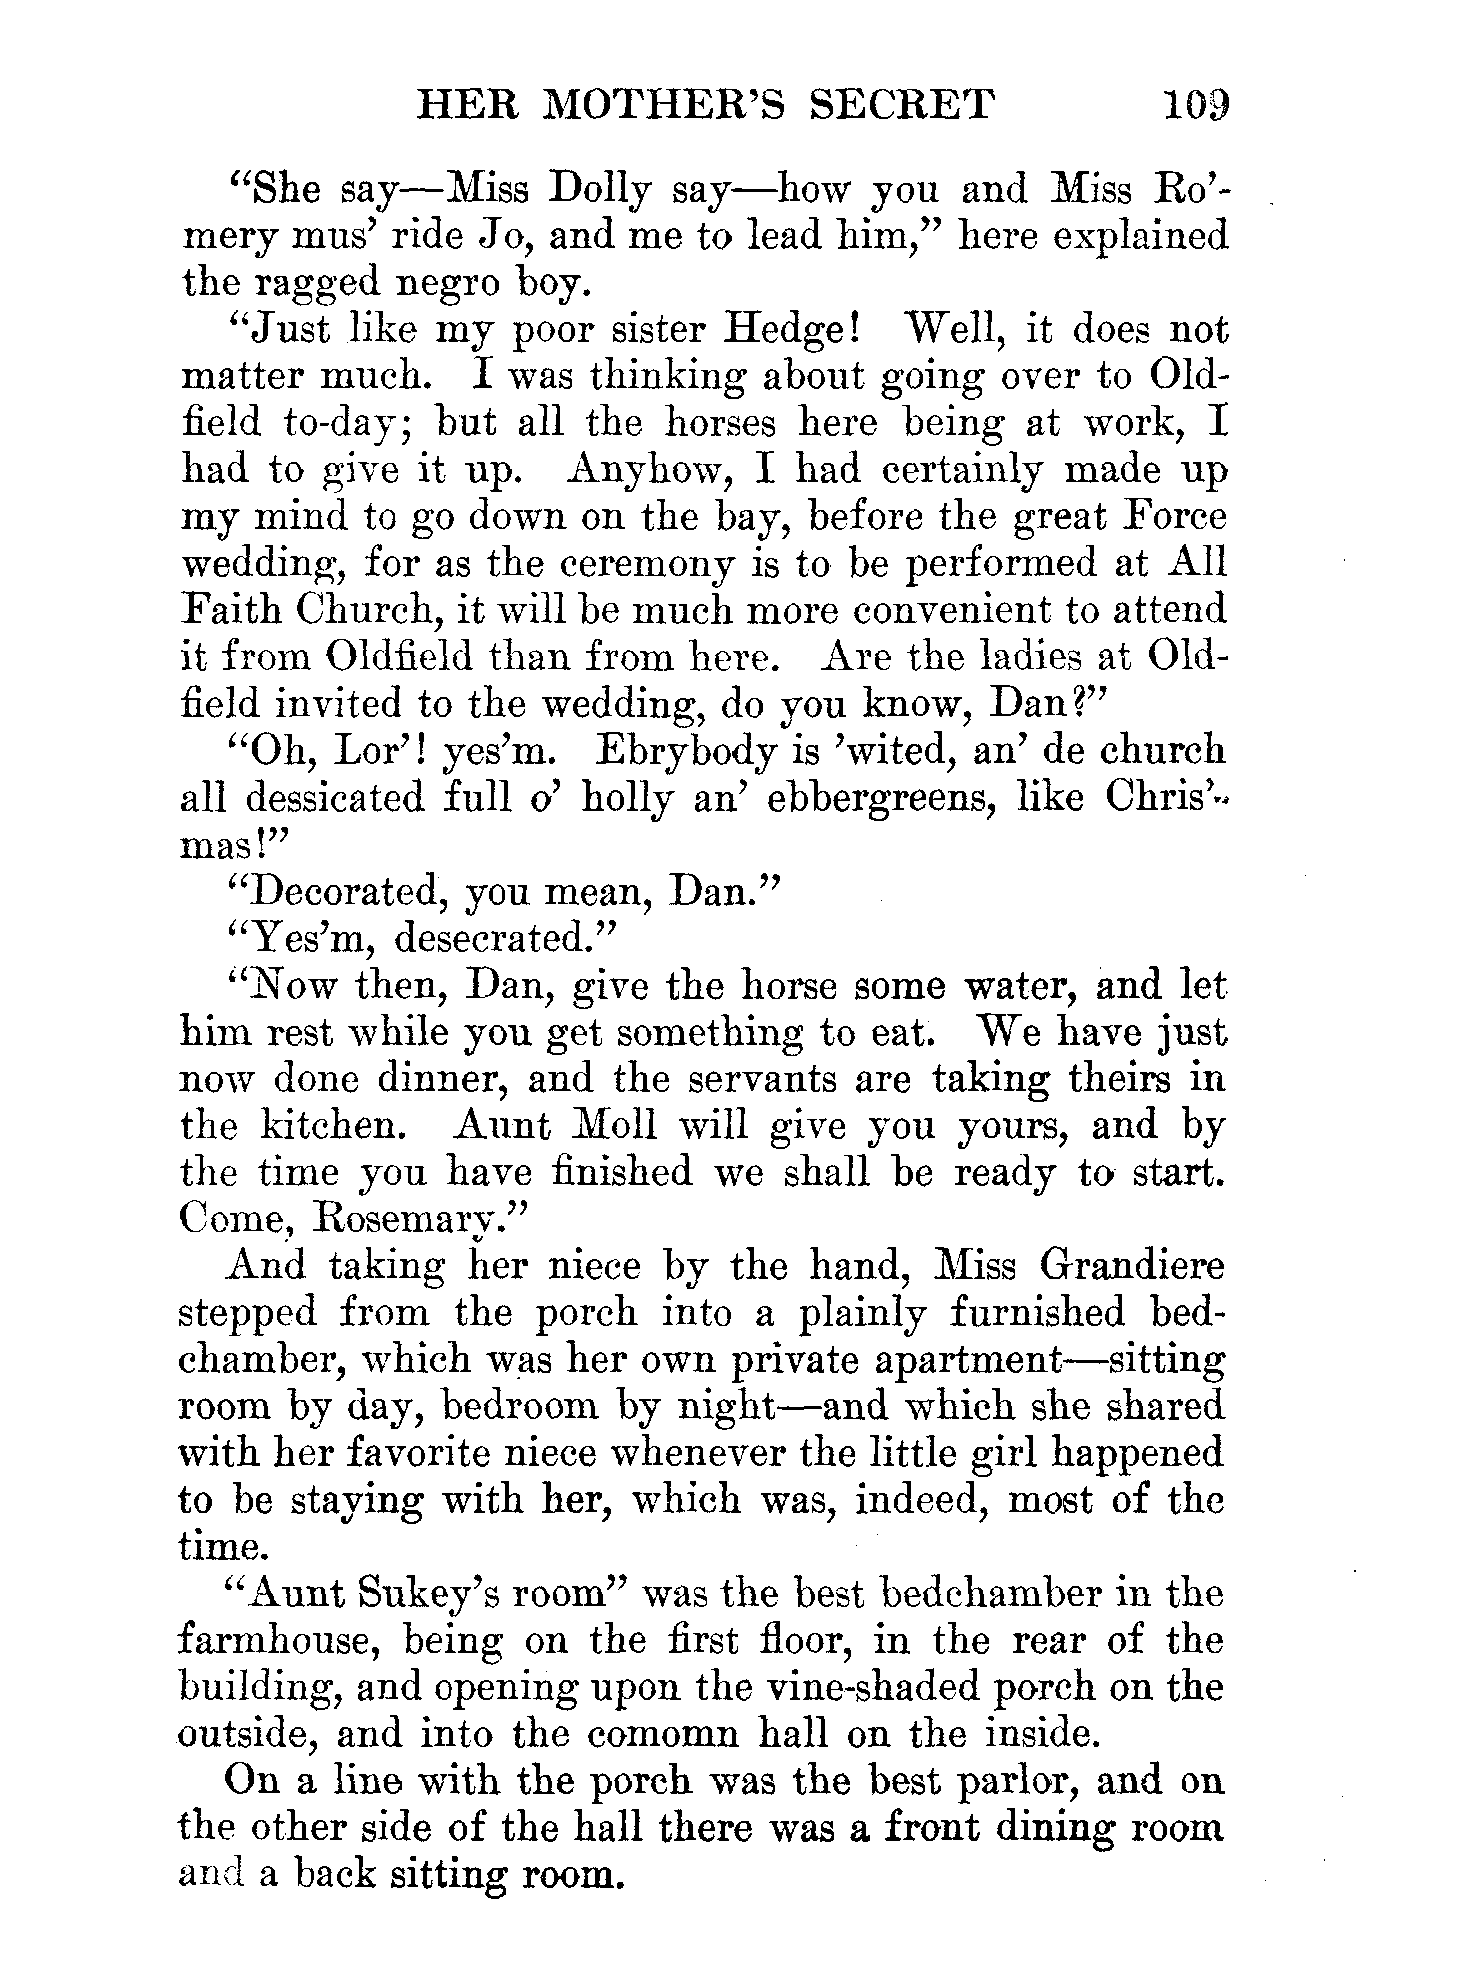 HER MOTHER'S SECRET 109
“She say—Miss Dolly say—how you and Miss Ro’-
mery mus’ ride Jo, and me to lead him,” here explained
the ragged negro boy.
“Just like my poor sister Hedge! Well, it does not
matter much. I was thinking about going over to Old-
field to-day; but all the horses here being at work, I
had to give it up. Anyhow, I had certainly made up
my mind to go down on the bay, before the great Force
wedding, for as the ceremony is to be performed at All
Faith Church, it will be much more convenient to attend
it from Oldfield than from here. Are the ladies at Old-
field invited to the wedding, do you know, Dan?”
“Oh, Lor’! yes’m. Ebrybody is ’wited, an’ de church
all dessicated full o’ holly an’ ebbergreens, like Chris’-
mas!”
“Decorated, you mean, Dan.”
“Yes’m, desecrated.”
“Now then, Dan, give the horse some water, and let
him rest while you get something to eat. We have just
now done dinner, and the servants are taking theirs in
the kitchen. Aunt Moll will give you yours, and by
the time you have finished we shall be ready to start.
Come, Rosemary.”
And taking her niece by the hand, Miss Grandiere
stepped from the porch into a plainly furnished bed-
chamber, which was her own private apartment—sitting
room by day, bedroom by night—and which she shared
with her favorite niece whenever the little girl happened
to be staying with her, which was, indeed, most of the
time.
“Aunt Sukey’s room” was the best bedchamber in the
farmhouse, being on the first floor, in the rear of the
building, and opening upon the vine-shaded porch on the
outside, and into the comomn hall on the inside.
On a line with the porch was the best parlor, and on
the other side of the hall there was a front dining room
and a back sitting room.